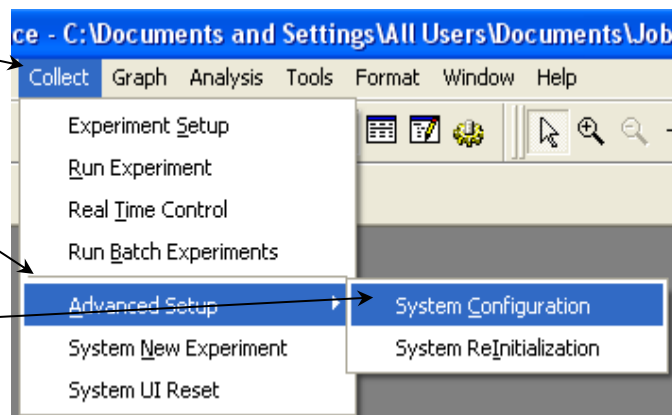 ce - C:\Documents and Settings\All Users\Documents\Job
Collect Graph Analysis Tools Format Window Help
Experiment Setup
Run Experiment
Real Time Control
Run Batch Experiments
Advanced Setup System Configuration
System New Experiment System ReInitialization
System UI Reset